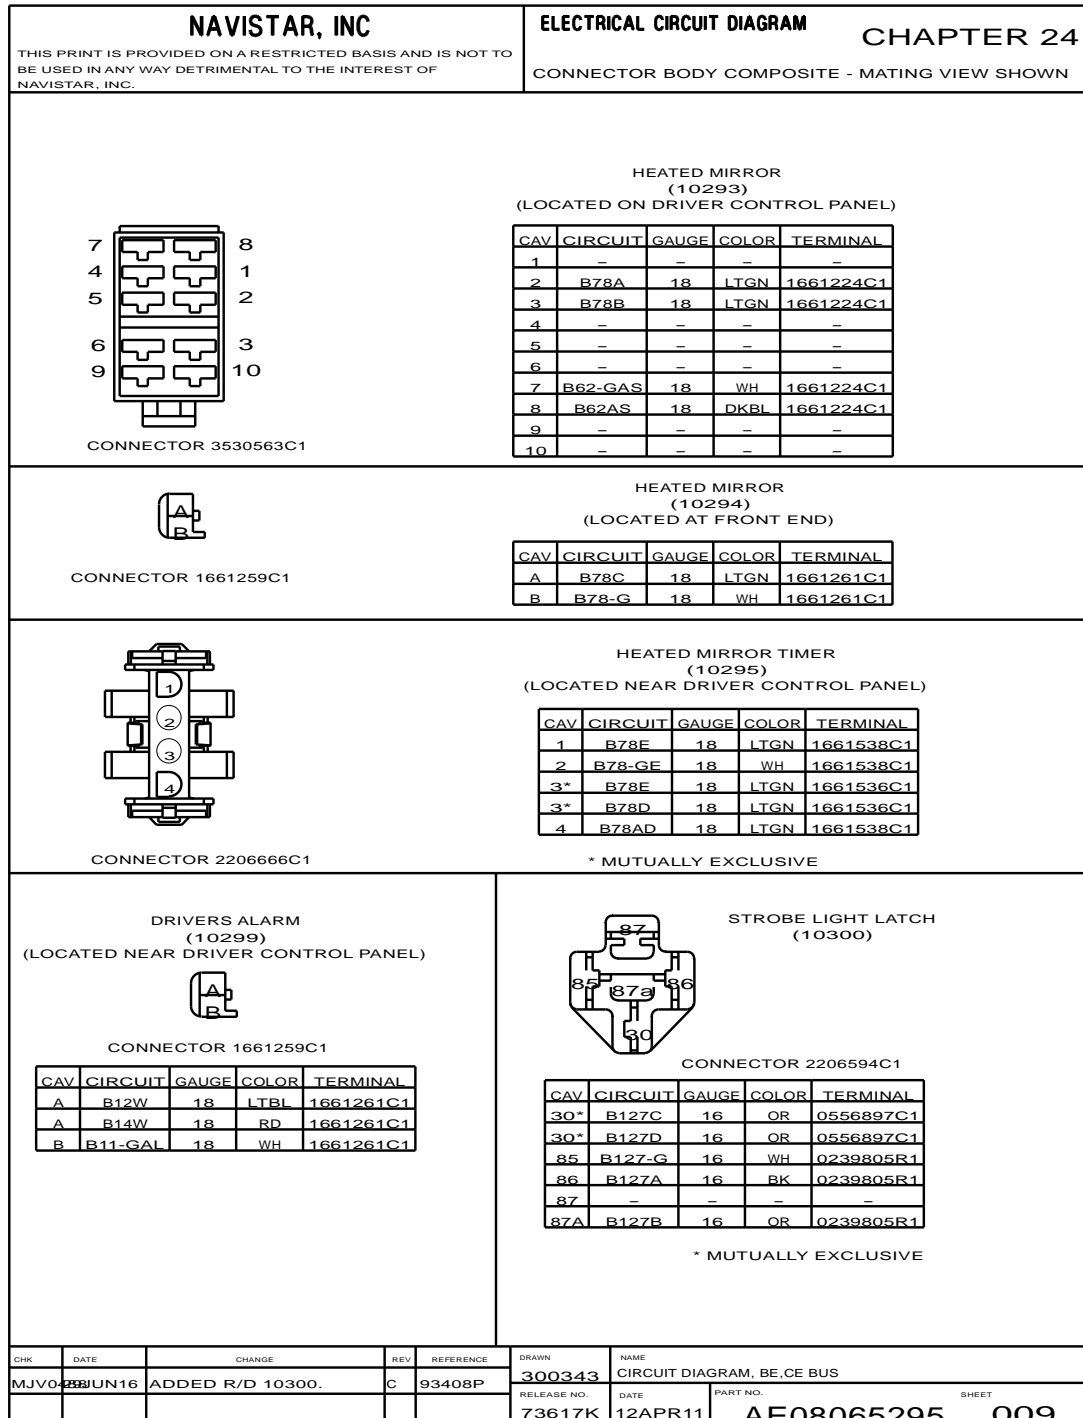 NAVISTAR, INC
THIS PRINT IS PROVIDED ON A RESTRICTED BASIS AND IS NOT TO
BE USED IN ANY WAY DETRIMENTAL TO THE INTEREST OF
NAVISTAR, INC.
ELECTRICAL CIRCUIT DIAGRAM
CHAPTER 24
CONNECTOR BODY COMPOSITE - MATING VIEW SHOWN
7 8
4 1
5 2
6 3
9 10
CONNECTOR 3530563C1
HEATED MIRROR
(10293)
(LOCATED ON DRIVER CONTROL PANEL)
CAV CIRCUIT GAUGE COLOR TERMINAL
1 – – – –
2 B78A 18 LTGN 1661224C1
3 B78B 18 LTGN 1661224C1
4 – – – –
5 – – – –
6 – – – –
7 B62-GAS 18 WH 1661224C1
8 B62AS 18 DKBL 1661224C1
9 – – – –
10 – – – –
A
B
CONNECTOR 1661259C1
HEATED MIRROR
(10294)
(LOCATED AT FRONT END)
CAV CIRCUIT GAUGE COLOR TERMINAL
A B78C 18 LTGN 1661261C1
B B78-G 18 WH 1661261C1
1
2
3
4
CONNECTOR 2206666C1
HEATED MIRROR TIMER
(10295)
(LOCATED NEAR DRIVER CONTROL PANEL)
CAV CIRCUIT GAUGE COLOR TERMINAL
1 B78E 18 LTGN 1661538C1
2 B78-GE 18 WH 1661538C1
3* B78E 18 LTGN 1661536C1
3* B78D 18 LTGN 1661536C1
4 B78AD 18 LTGN 1661538C1
* MUTUALLY EXCLUSIVE
DRIVERS ALARM
(10299)
(LOCATED NEAR DRIVER CONTROL PANEL)
A
B
CONNECTOR 1661259C1
CAV CIRCUIT GAUGE COLOR TERMINAL
A B12W 18 LTBL 1661261C1
A B14W 18 RD 1661261C1
B B11-GAL 18 WH 1661261C1
STROBE LIGHT LATCH
(10300)
87
85 87a 86
30
CONNECTOR 2206594C1
CAV CIRCUIT GAUGE COLOR TERMINAL
30* B127C 16 OR 0556897C1
30* B127D 16 OR 0556897C1
85 B127-G 16 WH 0239805R1
86 B127A 16 BK 0239805R1
87 – – – –
87A B127B 16 OR 0239805R1
* MUTUALLY EXCLUSIVE
CHK DATE CHANGE REV REFERENCE
ADDED R/D 10300. C 93408P
DRAWN
300343
NAME
CIRCUIT DIAGRAM, BE,CE BUS
RELEASE NO.
73617K
DATE
12APR11
PART NO.
AE08065295
SHEET
009